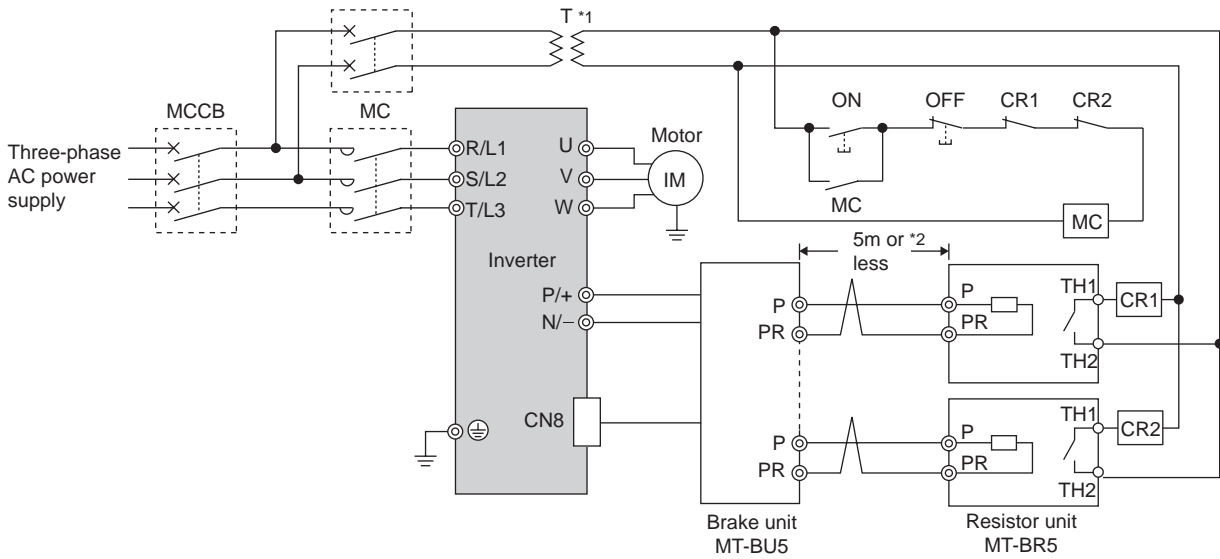 T *1
MCCB
MC
ON
OFF
CR1
CR2
Three-phase
AC power
supply
R/L1
S/L2
T/L3
U
V
W
Motor
IM
MC
MC
Inverter
5m or *2
less
P/+
N/−
P
PR
P
PR
TH1
TH2
CR1
CN8
P
PR
P
PR
TH1
TH2
CR2
Brake unit
MT-BU5
Resistor unit
MT-BR5